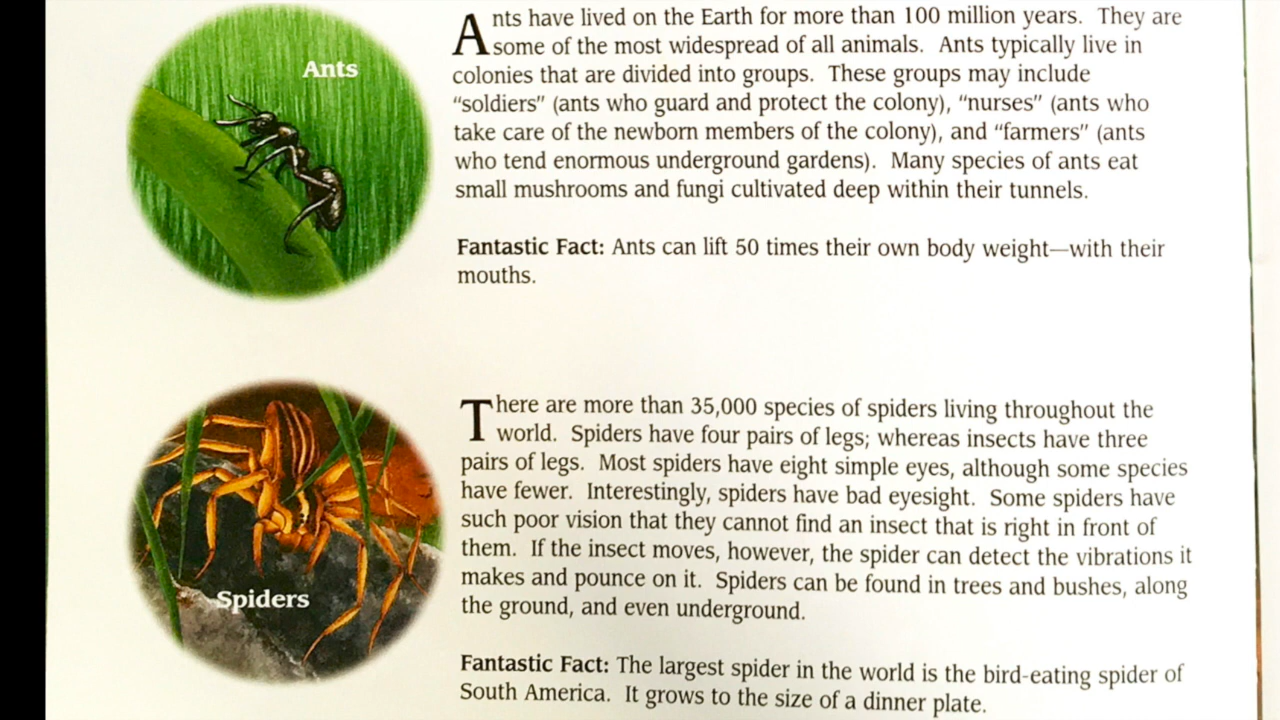 Ants
Ants have lived on the Earth for more than 100 million years. They are
some of the most widespread of all animals. Ants typically live in
colonies that are divided into groups. These groups may include
“soldiers” (ants who guard and protect the colony), “nurses” (ants who
take care of the newborn members of the colony), and “farmers” (ants
who tend enormous underground gardens). Many species of ants eat
small mushrooms and fungi cultivated deep within their tunnels.
Fantastic Fact: Ants can lift 50 times their own body weight—with their
mouths.
Spiders
There are more than 35,000 species of spiders living throughout the
world. Spiders have four pairs of legs; whereas insects have three
pairs of legs. Most spiders have eight simple eyes, although some species
have fewer. Interestingly, spiders have bad eyesight. Some spiders have
such poor vision that they cannot find an insect that is right in front of
them. If the insect moves, however, the spider can detect the vibrations it
makes and pounce on it. Spiders can be found in trees and bushes, along
the ground, and even underground.
Fantastic Fact: The largest spider in the world is the bird-eating spider of
South America. It grows to the size of a dinner plate.